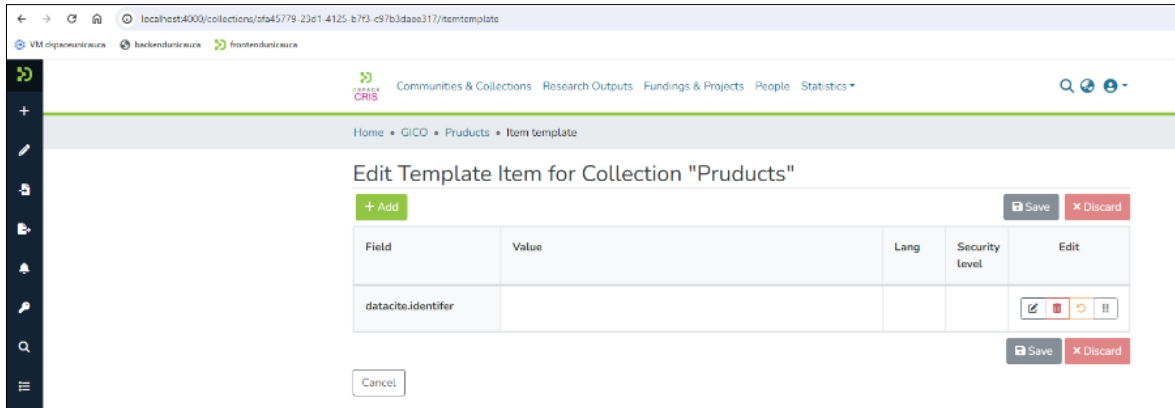 localhost:4000/collections/afa45779-23d1-4125-b7f3-c97b3daee317/itemtemplate
VM dspaceunicauca backendunicauca frontendunicauca
DSPACE
CRIS
Communities & Collections Research Outputs Fundings & Projects People Statistics
Home • GICO • Pruducts • Item template
Edit Template Item for Collection "Pruducts"
+ Add
Save × Discard
Field Value Lang Security level Edit
datacite.identifer
Save × Discard
Cancel